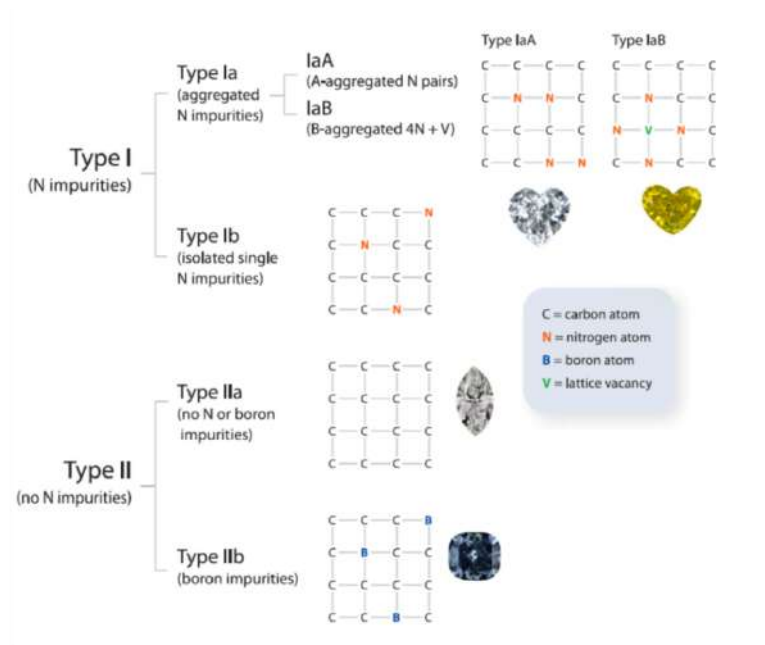 Type IaA
Type IaB
C C C C
C N N C
C C C C
C C N N
C C C C
C N C C
N V N C
C N C C
Type Ia
(aggregated
N impurities)
IaA
(A-aggregated N pairs)
IaB
(B-aggregated 4N + V)
Type I
(N impurities)
Type Ib
(isolated single
N impurities)
C C C N
C N C C
C C C C
C C N C
C = carbon atom
N = nitrogen atom
B = boron atom
V = lattice vacancy
Type IIa
(no N or boron
impurities)
C C C C
C C C C
C C C C
C C C C
Type II
(no N impurities)
Type IIb
(boron impurities)
C C C B
C B C C
C C C C
C C B C